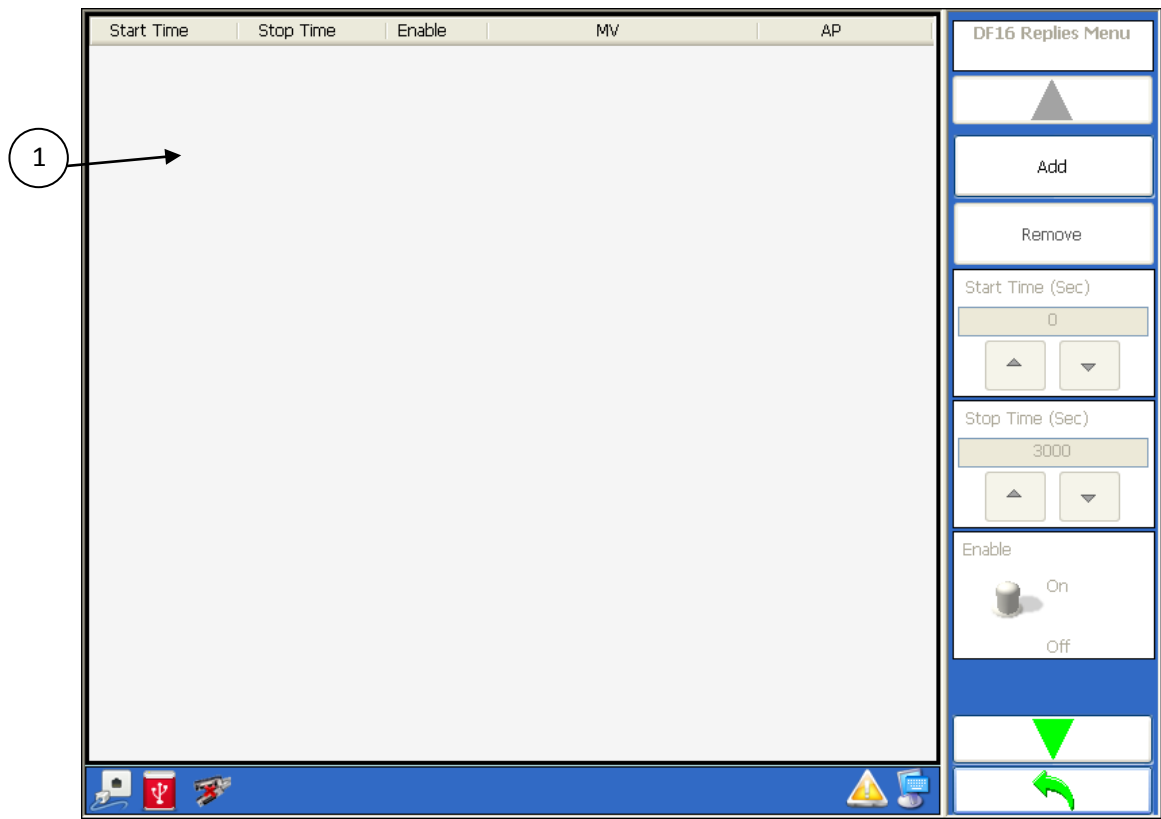 Start Time Stop Time Enable MV AP
DF16 Replies Menu
1
Add
Remove
Start Time (Sec)
0
Stop Time (Sec)
3000
Enable
On
Off